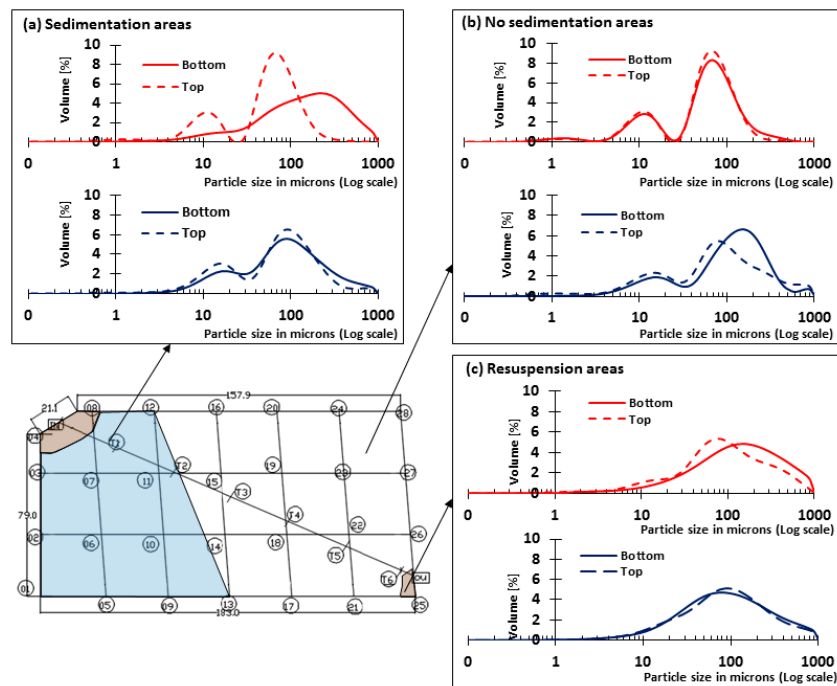 (a) Sedimentation areas
Volume [%]
10
8
6
4
2
0
Bottom
Top
0
1
10
100
1000
Particle size in microns (Log scale)
Volume [%]
10
8
6
4
2
0
Bottom
Top
0
1
10
100
1000
Particle size in microns (Log scale)
(b) No sedimentation areas
Volume [%]
10
8
6
4
2
0
Bottom
Top
0
1
10
100
1000
Particle size in microns (Log scale)
Volume [%]
10
8
6
4
2
0
Bottom
Top
0
1
10
100
1000
Particle size in microns (Log scale)
(c) Resuspension areas
Volume [%]
10
8
6
4
2
0
Bottom
Top
0
1
10
100
1000
Particle size in microns (Log scale)
Volume [%]
10
8
6
4
2
0
Bottom
Top
0
1
10
100
1000
Particle size in microns (Log scale)
157.9
21.1
08
12
16
20
24
28
04
T1
03
07
11
T2
15
19
23
27
T3
79.0
02
06
10
14
18
T4
22
26
T5
T6
OU
01
05
09
13
17
21
25
183.0